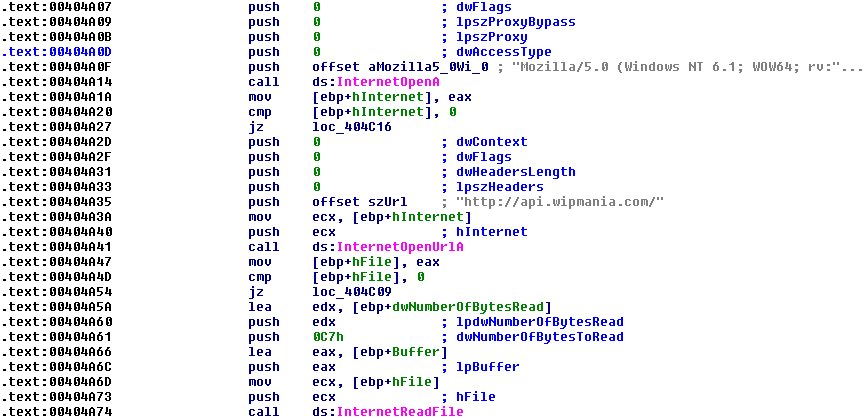 .text:00404A07 push 0 ; dwFlags
.text:00404A09 push 0 ; lpszProxyBypass
.text:00404A0B push 0 ; lpszProxy
.text:00404A0D push 0 ; dwAccessType
.text:00404A0F push offset aMozilla5_0Wi_0 ; "Mozilla/5.0 (Windows NT 6.1; WOW64; rv:"...
.text:00404A14 call ds:InternetOpenA
.text:00404A1A mov [ebp+hInternet], eax
.text:00404A20 cmp [ebp+hInternet], 0
.text:00404A27 jz loc_404C16
.text:00404A2D push 0 ; dwContext
.text:00404A2F push 0 ; dwFlags
.text:00404A31 push 0 ; dwHeadersLength
.text:00404A33 push 0 ; lpszHeaders
.text:00404A35 push offset szUrl ; "http://api.wipmania.com/"
.text:00404A3A mov ecx, [ebp+hInternet]
.text:00404A40 push ecx ; hInternet
.text:00404A41 call ds:InternetOpenUrlA
.text:00404A47 mov [ebp+hFile], eax
.text:00404A4D cmp [ebp+hFile], 0
.text:00404A54 jz loc_404C09
.text:00404A5A lea edx, [ebp+dwNumberOfBytesRead]
.text:00404A60 push edx ; lpdwNumberOfBytesRead
.text:00404A61 push 0C7h ; dwNumberOfBytesToRead
.text:00404A66 lea eax, [ebp+Buffer]
.text:00404A6C push eax ; lpBuffer
.text:00404A6D mov ecx, [ebp+hFile]
.text:00404A73 push ecx ; hFile
.text:00404A74 call ds:InternetReadFile